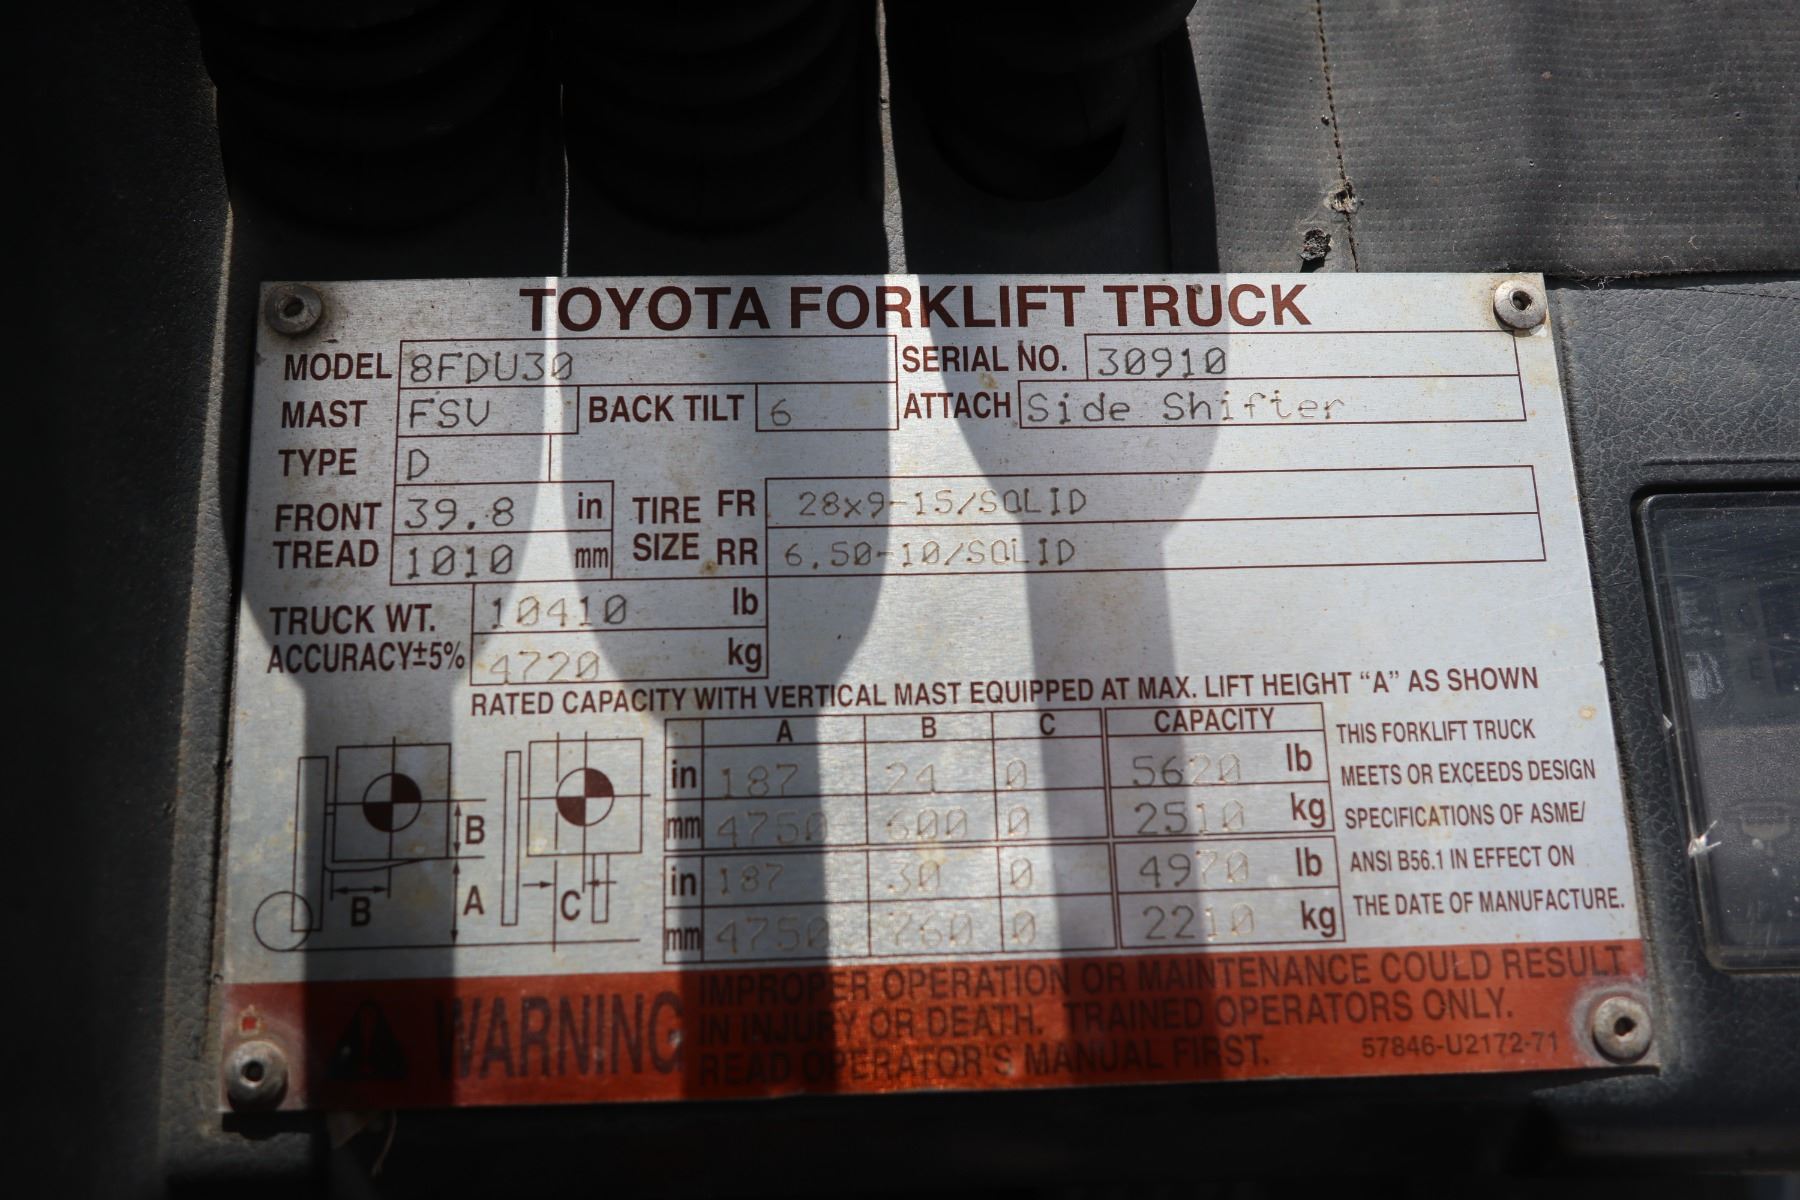 TOYOTA FORKLIFT TRUCK
MODEL 8FDU30 SERIAL NO. 30910
MAST FSV BACK TILT 6 ATTACH Side Shifter
TYPE D
FRONT TREAD 39.8 in TIRE SIZE FR 28x9-15/SOLID
1010 mm RR 6.50-10/SOLID
TRUCK WT. 10410 lb
ACCURACY±5% 4720 kg
RATED CAPACITY WITH VERTICAL MAST EQUIPPED AT MAX. LIFT HEIGHT “A” AS SHOWN
A B C CAPACITY
in 187 24 0 5620 lb
mm 4750 600 0 2510 kg
in 187 30 0 4970 lb
mm 4750 760 0 2210 kg
B
A
B
C
THIS FORKLIFT TRUCK
MEETS OR EXCEEDS DESIGN
SPECIFICATIONS OF ASME/
ANSI B56.1 IN EFFECT ON
THE DATE OF MANUFACTURE.
WARNING
IMPROPER OPERATION OR MAINTENANCE COULD RESULT
IN INJURY OR DEATH. TRAINED OPERATORS ONLY.
READ OPERATOR'S MANUAL FIRST.
57846-U2172-71